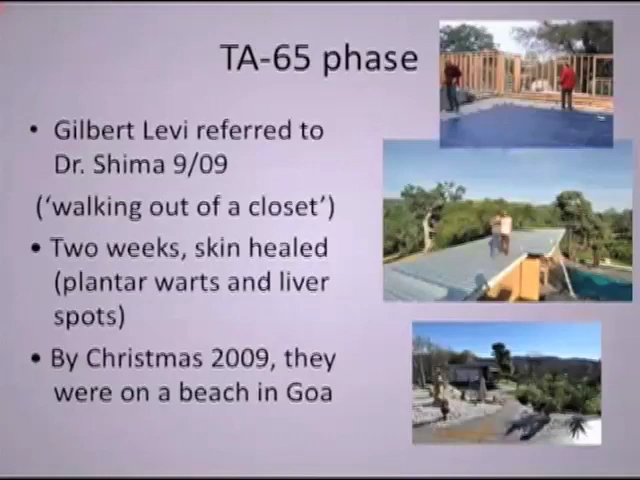 TA-65 phase
• Gilbert Levi referred to
Dr. Shima 9/09
(‘walking out of a closet’)
• Two weeks, skin healed
(plantar warts and liver
spots)
• By Christmas 2009, they
were on a beach in Goa